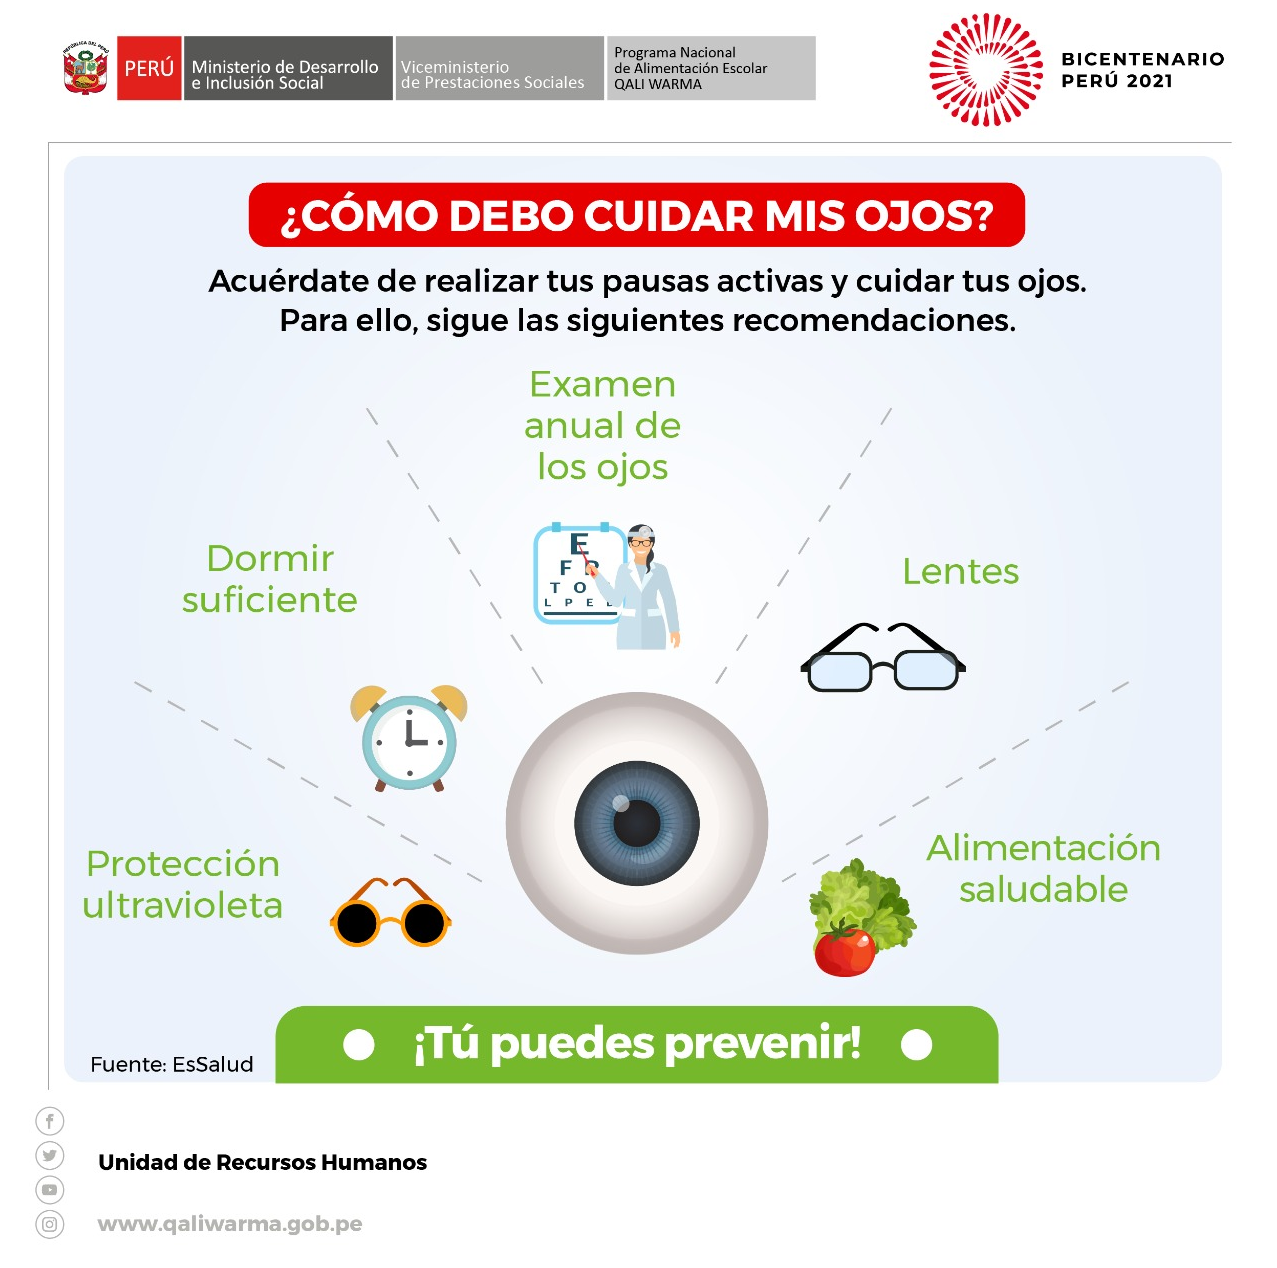 REPÚBLICA DEL PERÚ
PERÚ
Ministerio de Desarrollo
e Inclusión Social
Viceministerio
de Prestaciones Sociales
Programa Nacional
de Alimentación Escolar
QALI WARMA
BICENTENARIO
PERÚ 2021
¿CÓMO DEBO CUIDAR MIS OJOS?
Acuérdate de realizar tus pausas activas y cuidar tus ojos.
Para ello, sigue las siguientes recomendaciones.
Examen
anual de
los ojos
E
F P
T O
L P E
Dormir
suficiente
Lentes
Protección
ultravioleta
Alimentación
saludable
¡Tú puedes prevenir!
Fuente: EsSalud
Unidad de Recursos Humanos
www.qaliwarma.gob.pe